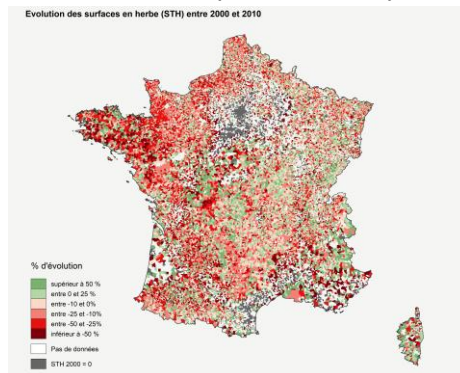 Evolution des surfaces en herbe (STH) entre 2000 et 2010
% d'évolution
supérieur à 50 %
entre 0 et 25 %
entre -10 et 0%
entre -25 et -10%
entre -50 et -25%
inférieur à -50 %
Pas de données
STH 2000 = 0